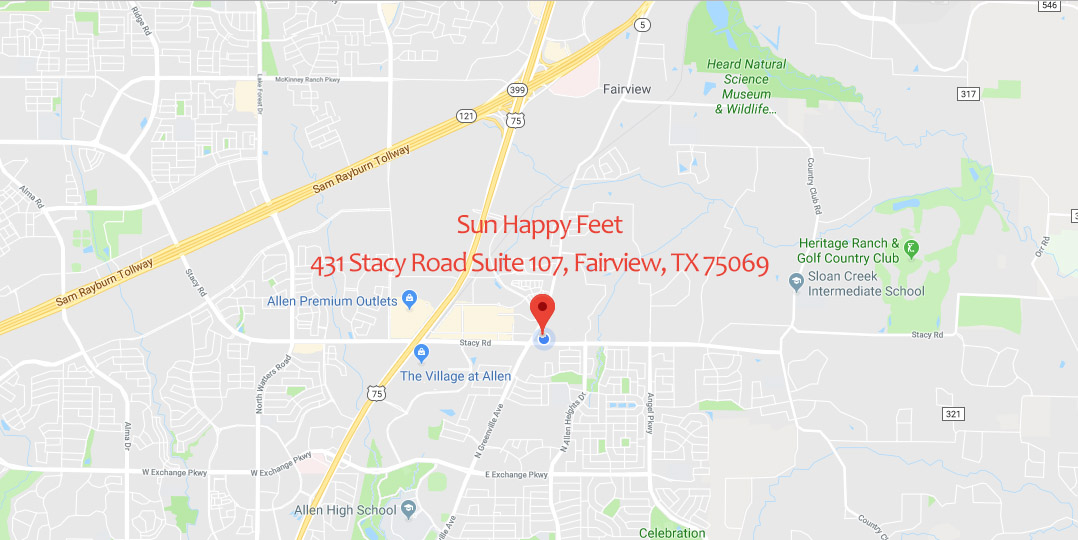 546
Ridge Rd
5
McKinney Ranch Pkwy
Lake Forest Dr
399
Fairview
Heard Natural
Science
Museum
& Wildlife...
317
121
75
Sam Rayburn Tollway
Country Club Rd
Alma Rd
Sun Happy Feet
431 Stacy Road Suite 107, Fairview, TX 75069
Heritage Ranch &
Golf Country Club
Orr Rd
Sam Rayburn Tollway
Stacy Rd
Sloan Creek
Intermediate School
Allen Premium Outlets
Stacy Rd
Stacy Rd
The Village at Allen
North Watters Road
75
N Greenville Ave
N Allen Heights Dr
Angel Pkwy
321
Alma Dr
W Exchange Pkwy
W Exchange Pkwy
E Exchange Pkwy
Allen High School
ville Ave
Country Clu
Celebration